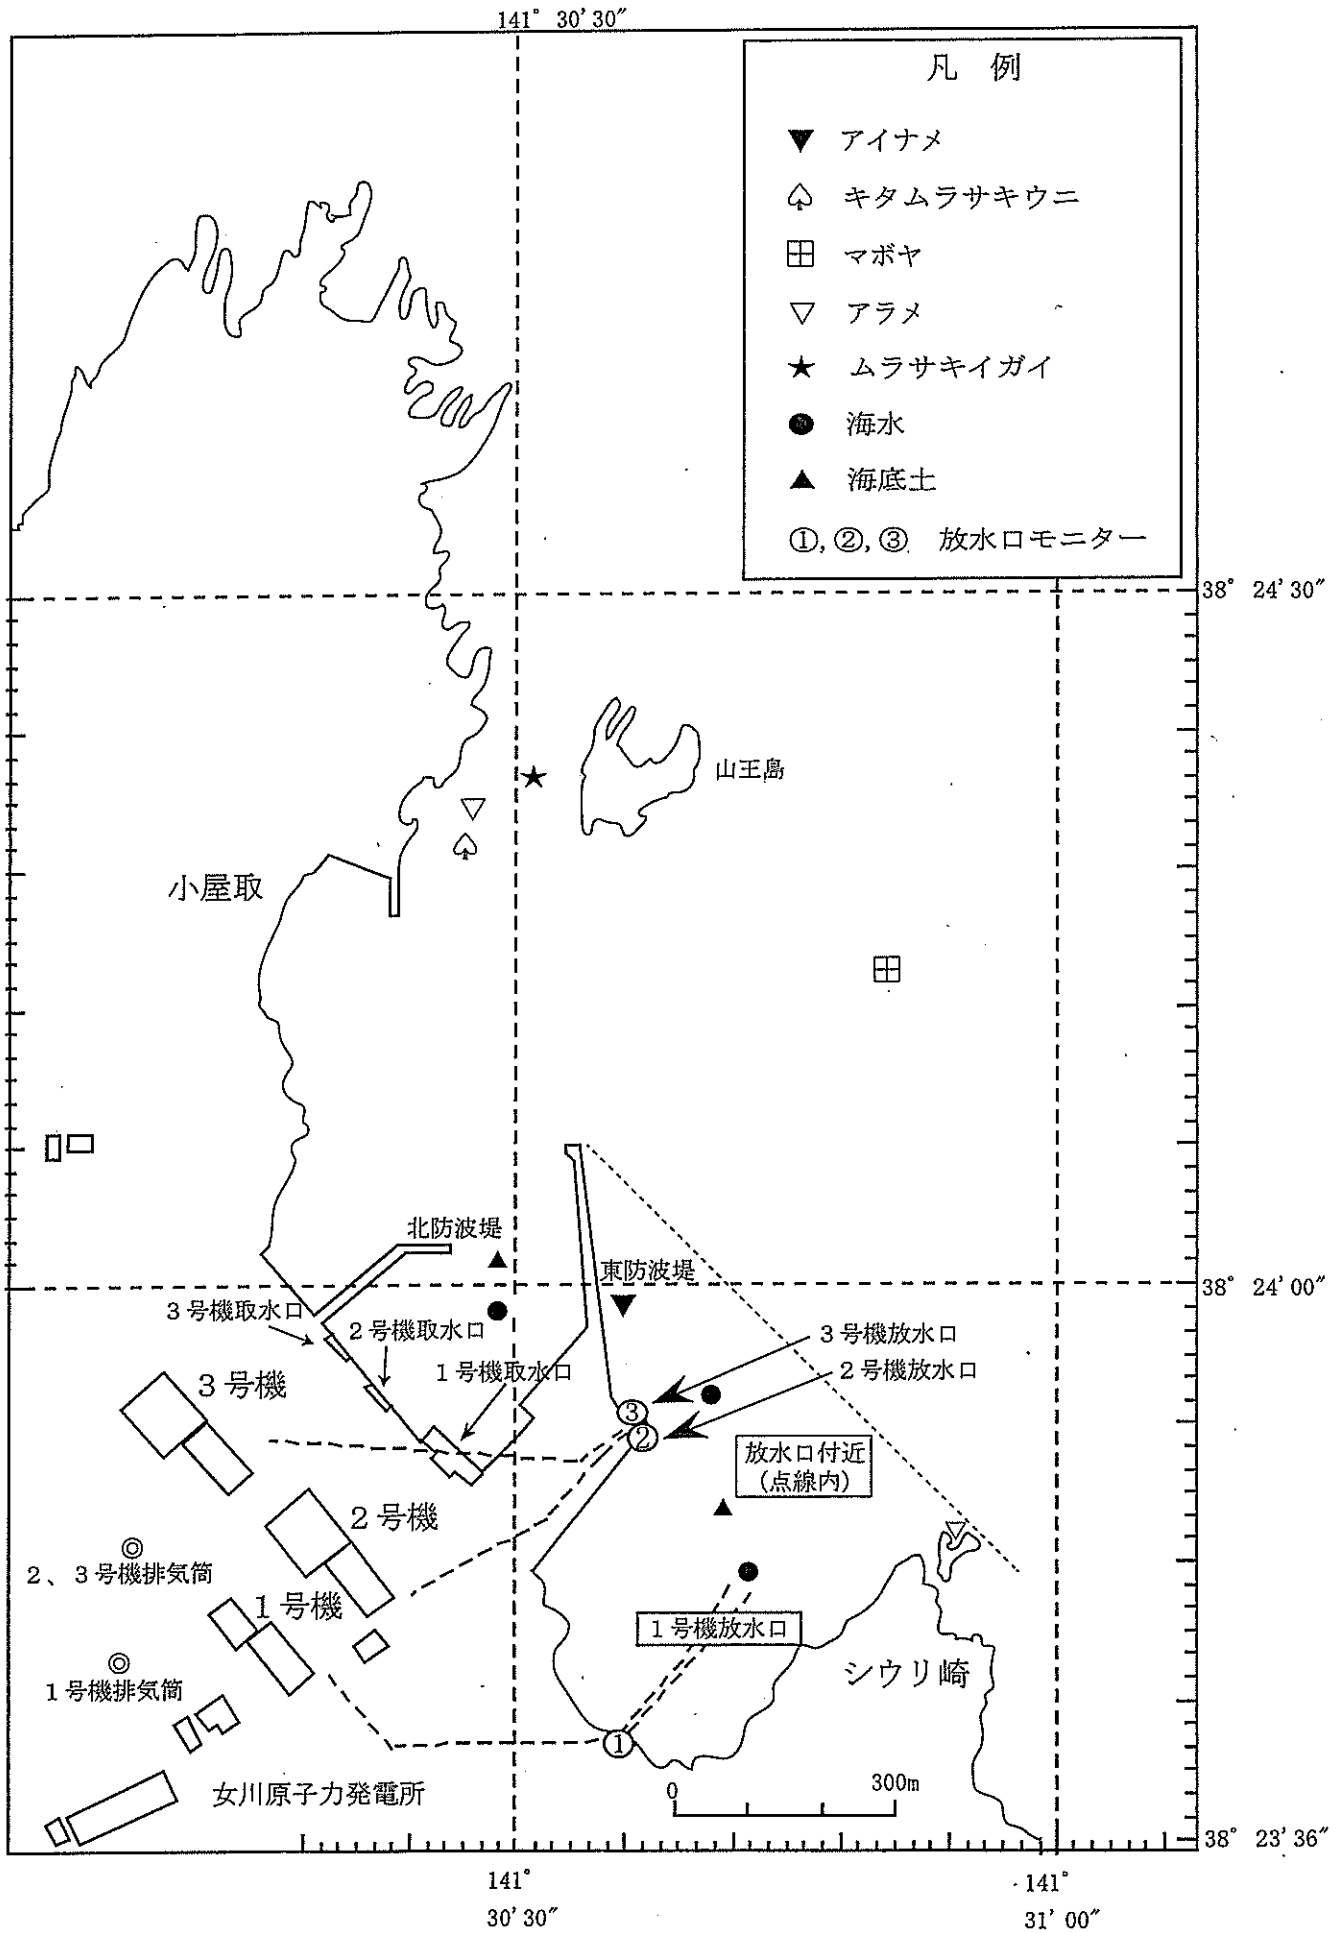 141° 30′30″
凡 例
アイナメ
キタムラサキウニ
マボヤ
アラメ
ムラサキイガイ
海水
海底土
①,②,③ 放水口モニター
38° 24′30″
山王島
小屋取
北防波堤
東防波堤
38° 24′00″
3号機取水口
2号機取水口
1号機取水口
3号機放水口
2号機放水口
3号機
③
②
放水口付近
(点線内)
2号機
2、3号機排気筒
1号機
1号機放水口
シウリ崎
1号機排気筒
①
女川原子力発電所
0 300m
38° 23′36″
141°
30′30″
141°
31′00″